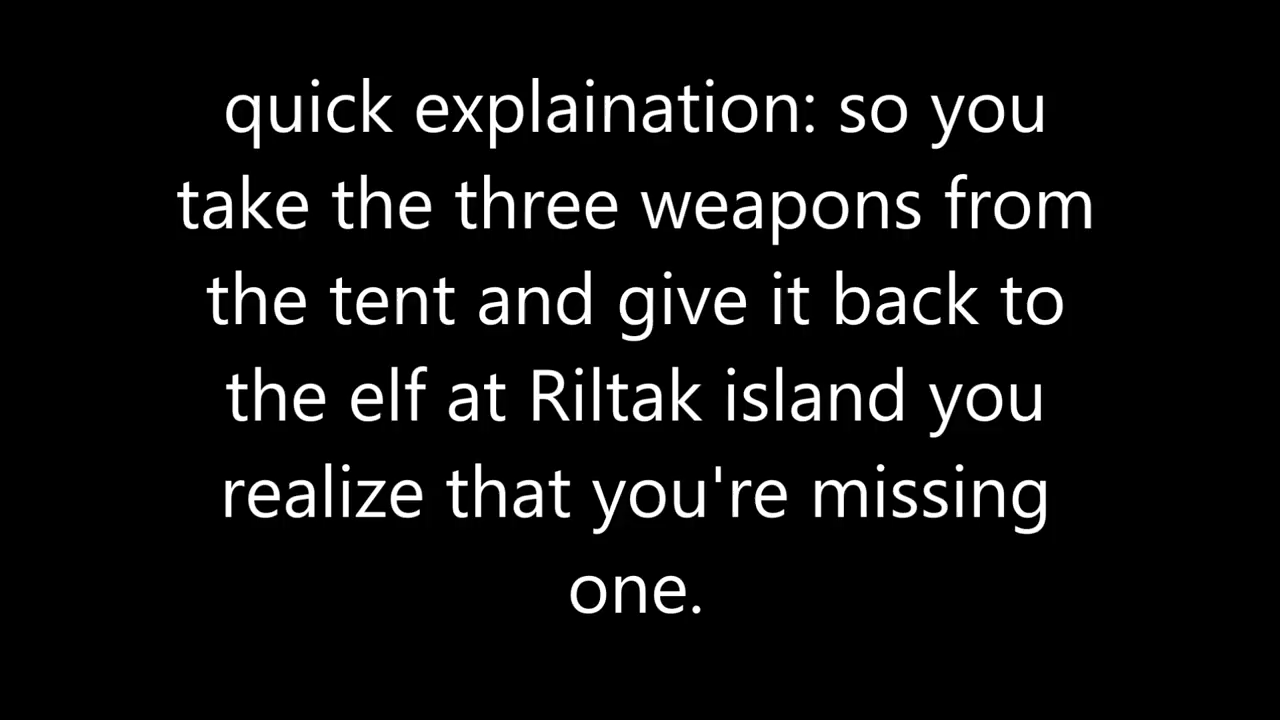 quick explaination: so you
take the three weapons from
the tent and give it back to
the elf at Riltak island you
realize that you're missing
one.